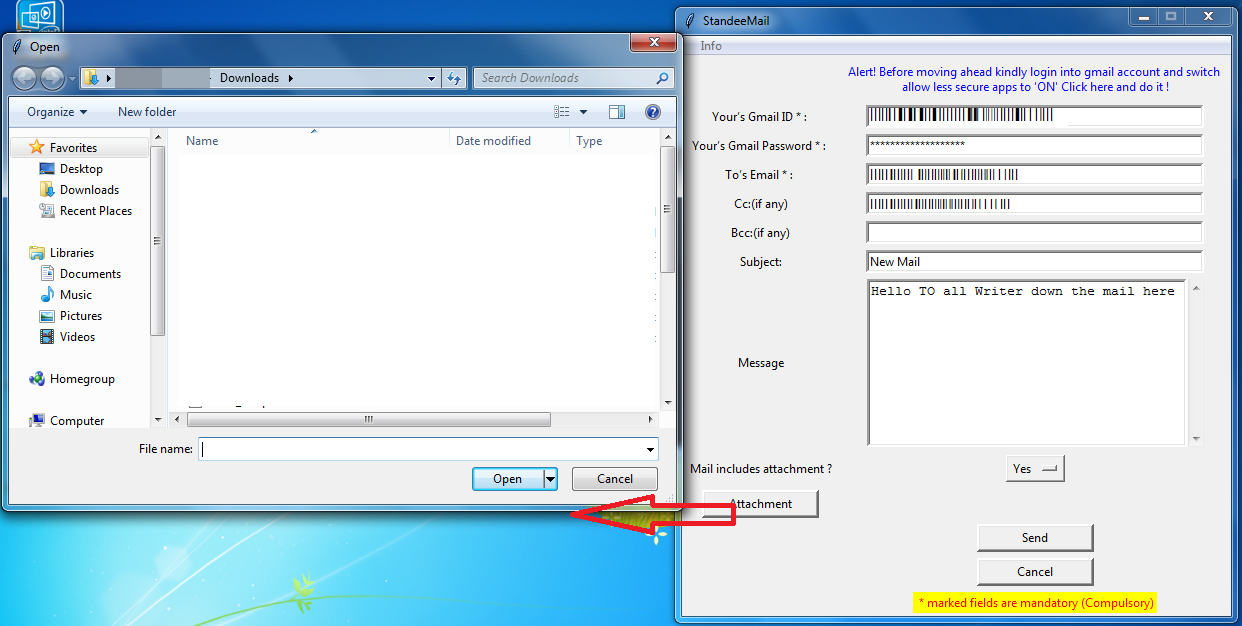 Open
Downloads
Search Downloads
Organize
New folder
Name
Date modified
Type
Favorites
Desktop
Downloads
Recent Places
Libraries
Documents
Music
Pictures
Videos
Homegroup
Computer
File name:
Open
Cancel
StandeeMail
Info
Alert! Before moving ahead kindly login into gmail account and switch
allow less secure apps to 'ON' Click here and do it !
Your's Gmail ID * :
Your's Gmail Password * :
*******************
To's Email * :
Cc:(if any)
Bcc:(if any)
Subject:
New Mail
Hello TO all Writer down the mail here
Message
Mail includes attachment ?
Yes
Attachment
Send
Cancel
* marked fields are mandatory (Compulsory)